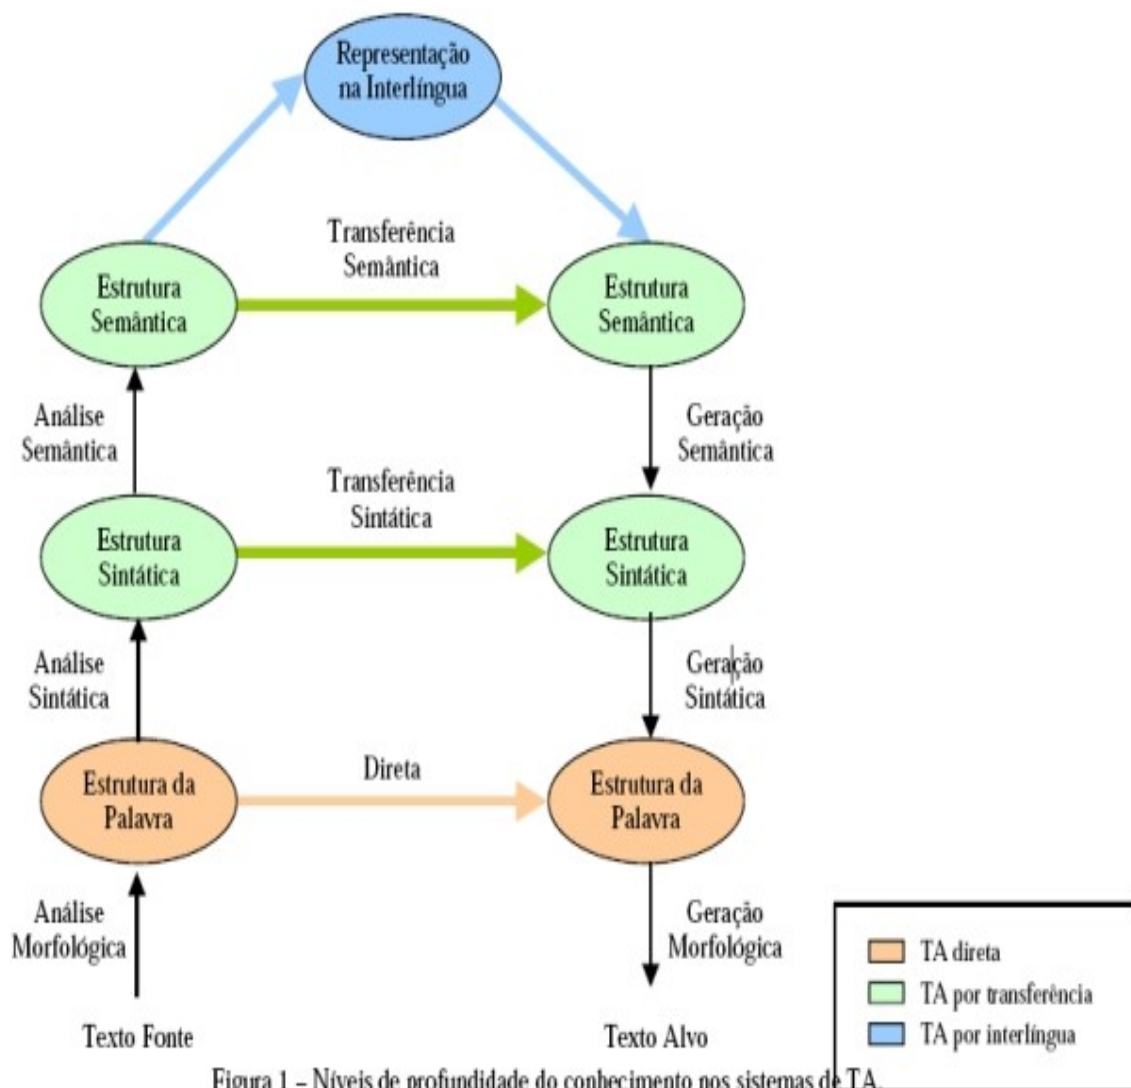 Representação
na Interlíngua
Transferência
Semântica
Estrutura
Semântica
Estrutura
Semântica
Análise
Semântica
Geração
Semântica
Transferência
Sintática
Estrutura
Sintática
Estrutura
Sintática
Análise
Sintática
Geração
Sintática
Direta
Estrutura da
Palavra
Estrutura da
Palavra
Análise
Morfológica
Geração
Morfológica
TA direta
TA por transferência
TA por interlíngua
Texto Fonte
Texto Alvo
Figura 1 – Níveis de profundidade do conhecimento nos sistemas de TA.